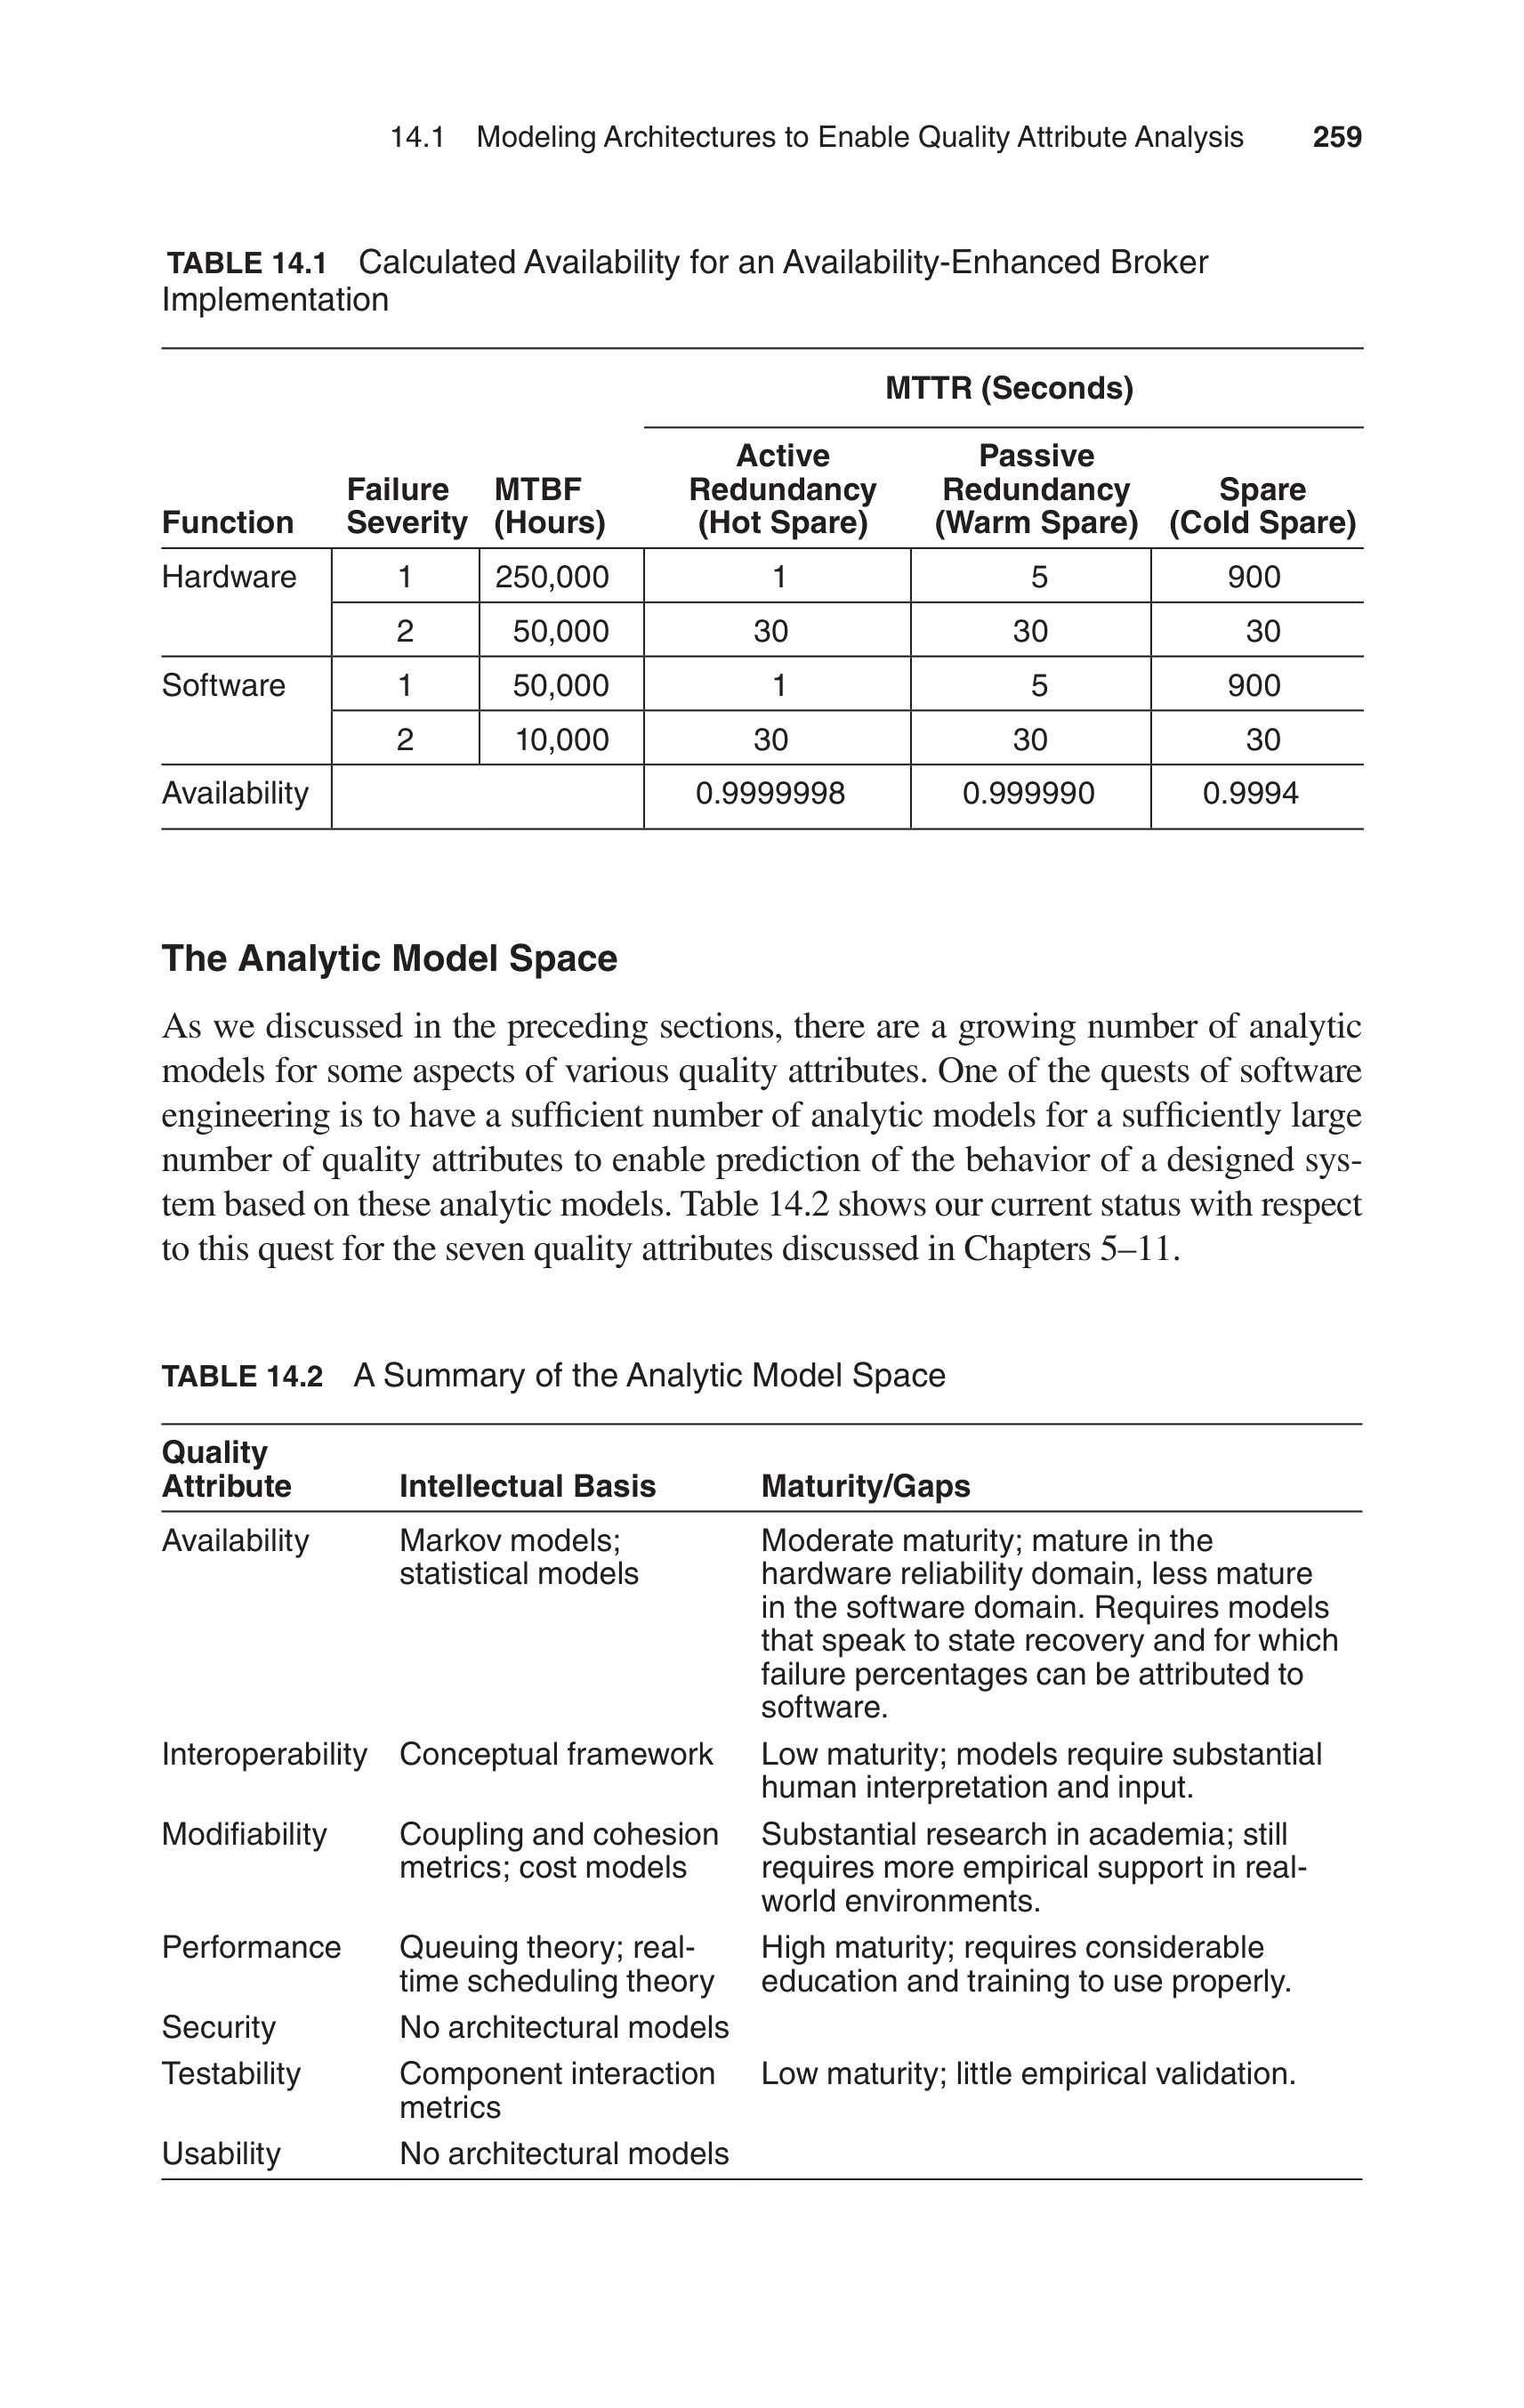 14.1 Modeling Architectures to Enable Quality Attribute Analysis 259
TABLE 14.1 Calculated Availability for an Availability-Enhanced Broker
Implementation
MTTR (Seconds)
Function Failure Severity MTBF (Hours) Active Redundancy (Hot Spare) Passive Redundancy (Warm Spare) Spare (Cold Spare)
Hardware 1 250,000 1 5 900
2 50,000 30 30 30
Software 1 50,000 1 5 900
2 10,000 30 30 30
Availability 0.9999998 0.999990 0.9994
The Analytic Model Space
As we discussed in the preceding sections, there are a growing number of analytic
models for some aspects of various quality attributes. One of the quests of software
engineering is to have a sufficient number of analytic models for a sufficiently large
number of quality attributes to enable prediction of the behavior of a designed sys-
tem based on these analytic models. Table 14.2 shows our current status with respect
to this quest for the seven quality attributes discussed in Chapters 5–11.
TABLE 14.2 A Summary of the Analytic Model Space
Quality
Attribute Intellectual Basis Maturity/Gaps
Availability Markov models; Moderate maturity; mature in the
statistical models hardware reliability domain, less mature
in the software domain. Requires models
that speak to state recovery and for which
failure percentages can be attributed to
software.
Interoperability Conceptual framework Low maturity; models require substantial
human interpretation and input.
Modifiability Coupling and cohesion Substantial research in academia; still
metrics; cost models requires more empirical support in real-
world environments.
Performance Queuing theory; real- High maturity; requires considerable
time scheduling theory education and training to use properly.
Security No architectural models
Testability Component interaction Low maturity; little empirical validation.
metrics
Usability No architectural models